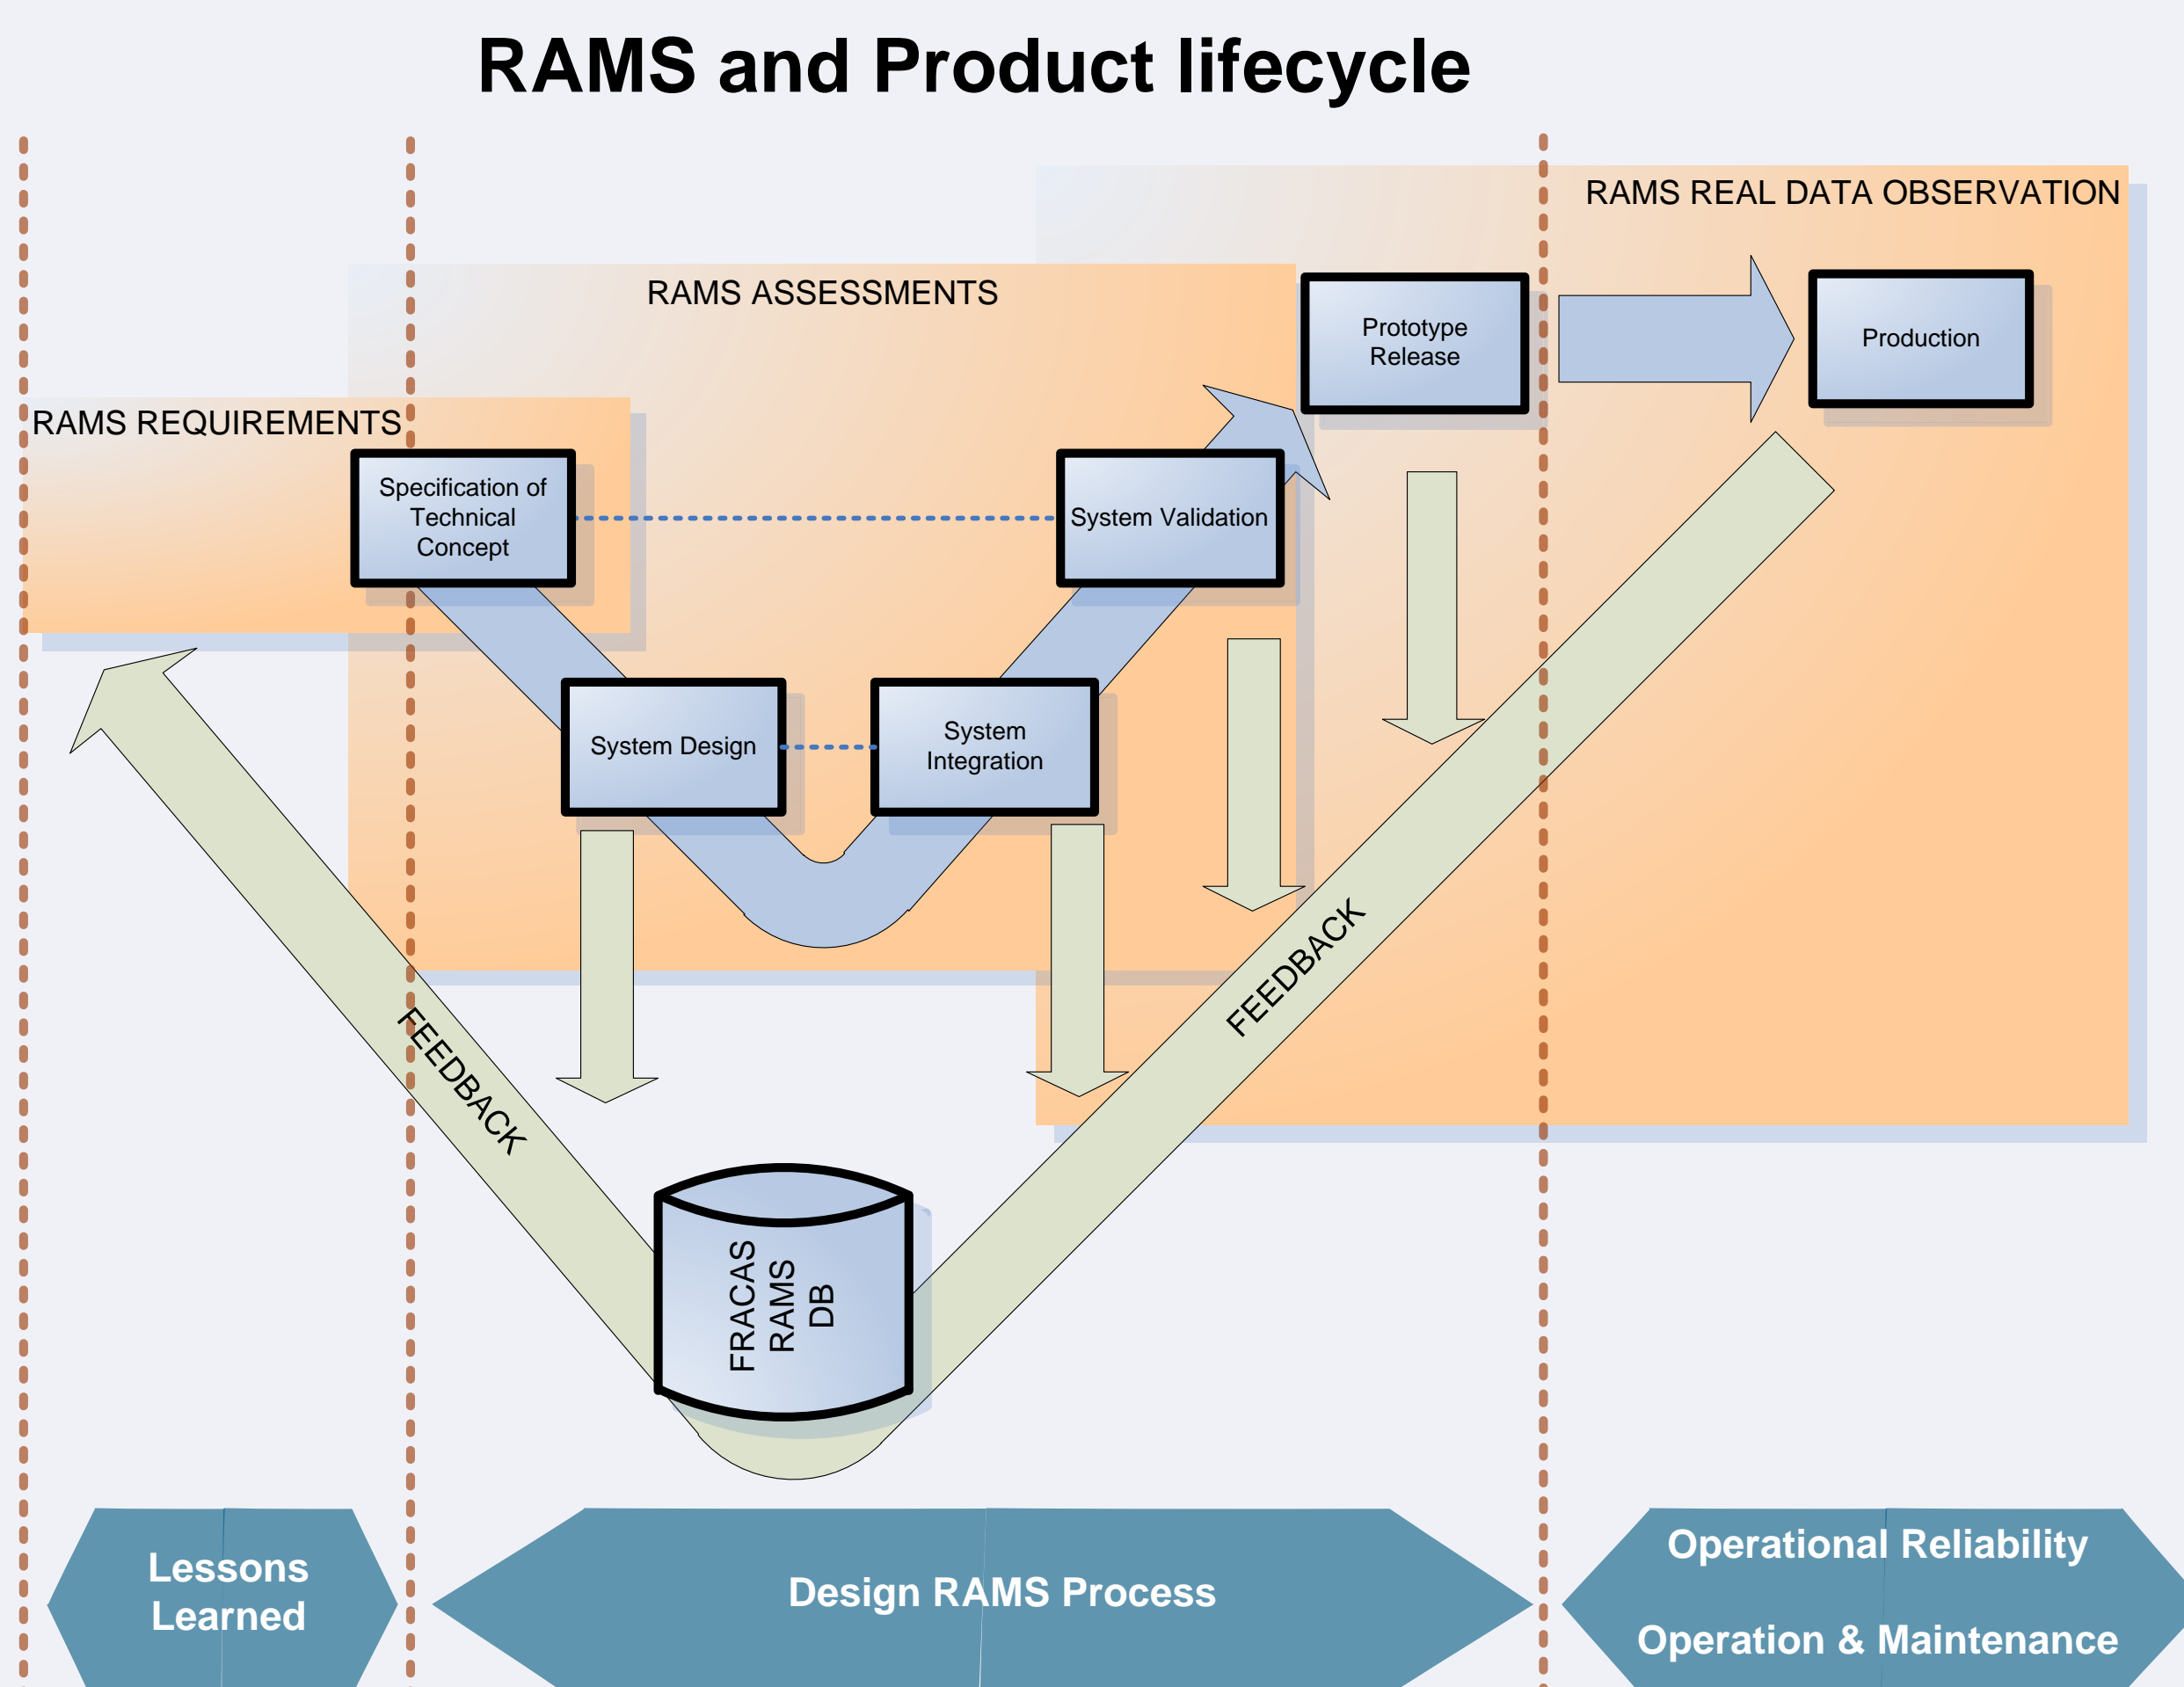 RAMS and Product lifecycle
RAMS REAL DATA OBSERVATION
RAMS ASSESSMENTS
Prototype
Release
Production
RAMS REQUIREMENTS
Specification of
Technical
Concept
System Validation
System Design
System
Integration
FEEDBACK
FEEDBACK
FRACAS
RAMS
DB
Lessons
Learned
Design RAMS Process
Operational Reliability
Operation & Maintenance